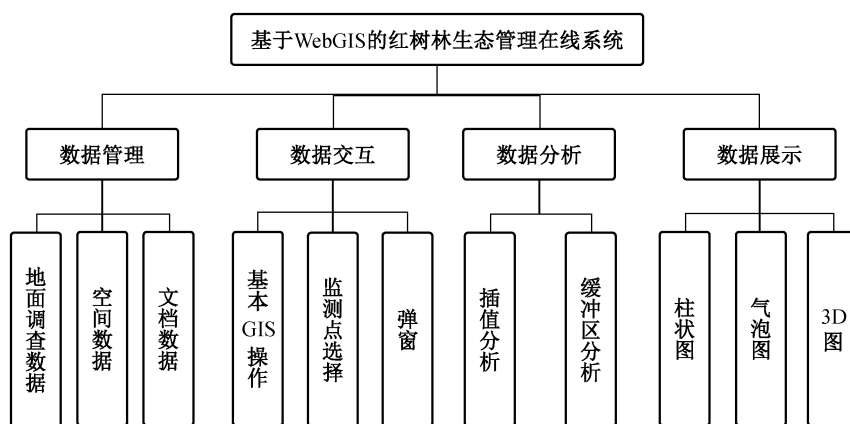 基于WebGIS的红树林生态管理在线系统
数据管理
数据交互
数据分析
数据展示
地面调查数据
空间数据
文档数据
基本GIS操作
监测点选择
弹窗
插值分析
缓冲区分析
柱状图
气泡图
3D图